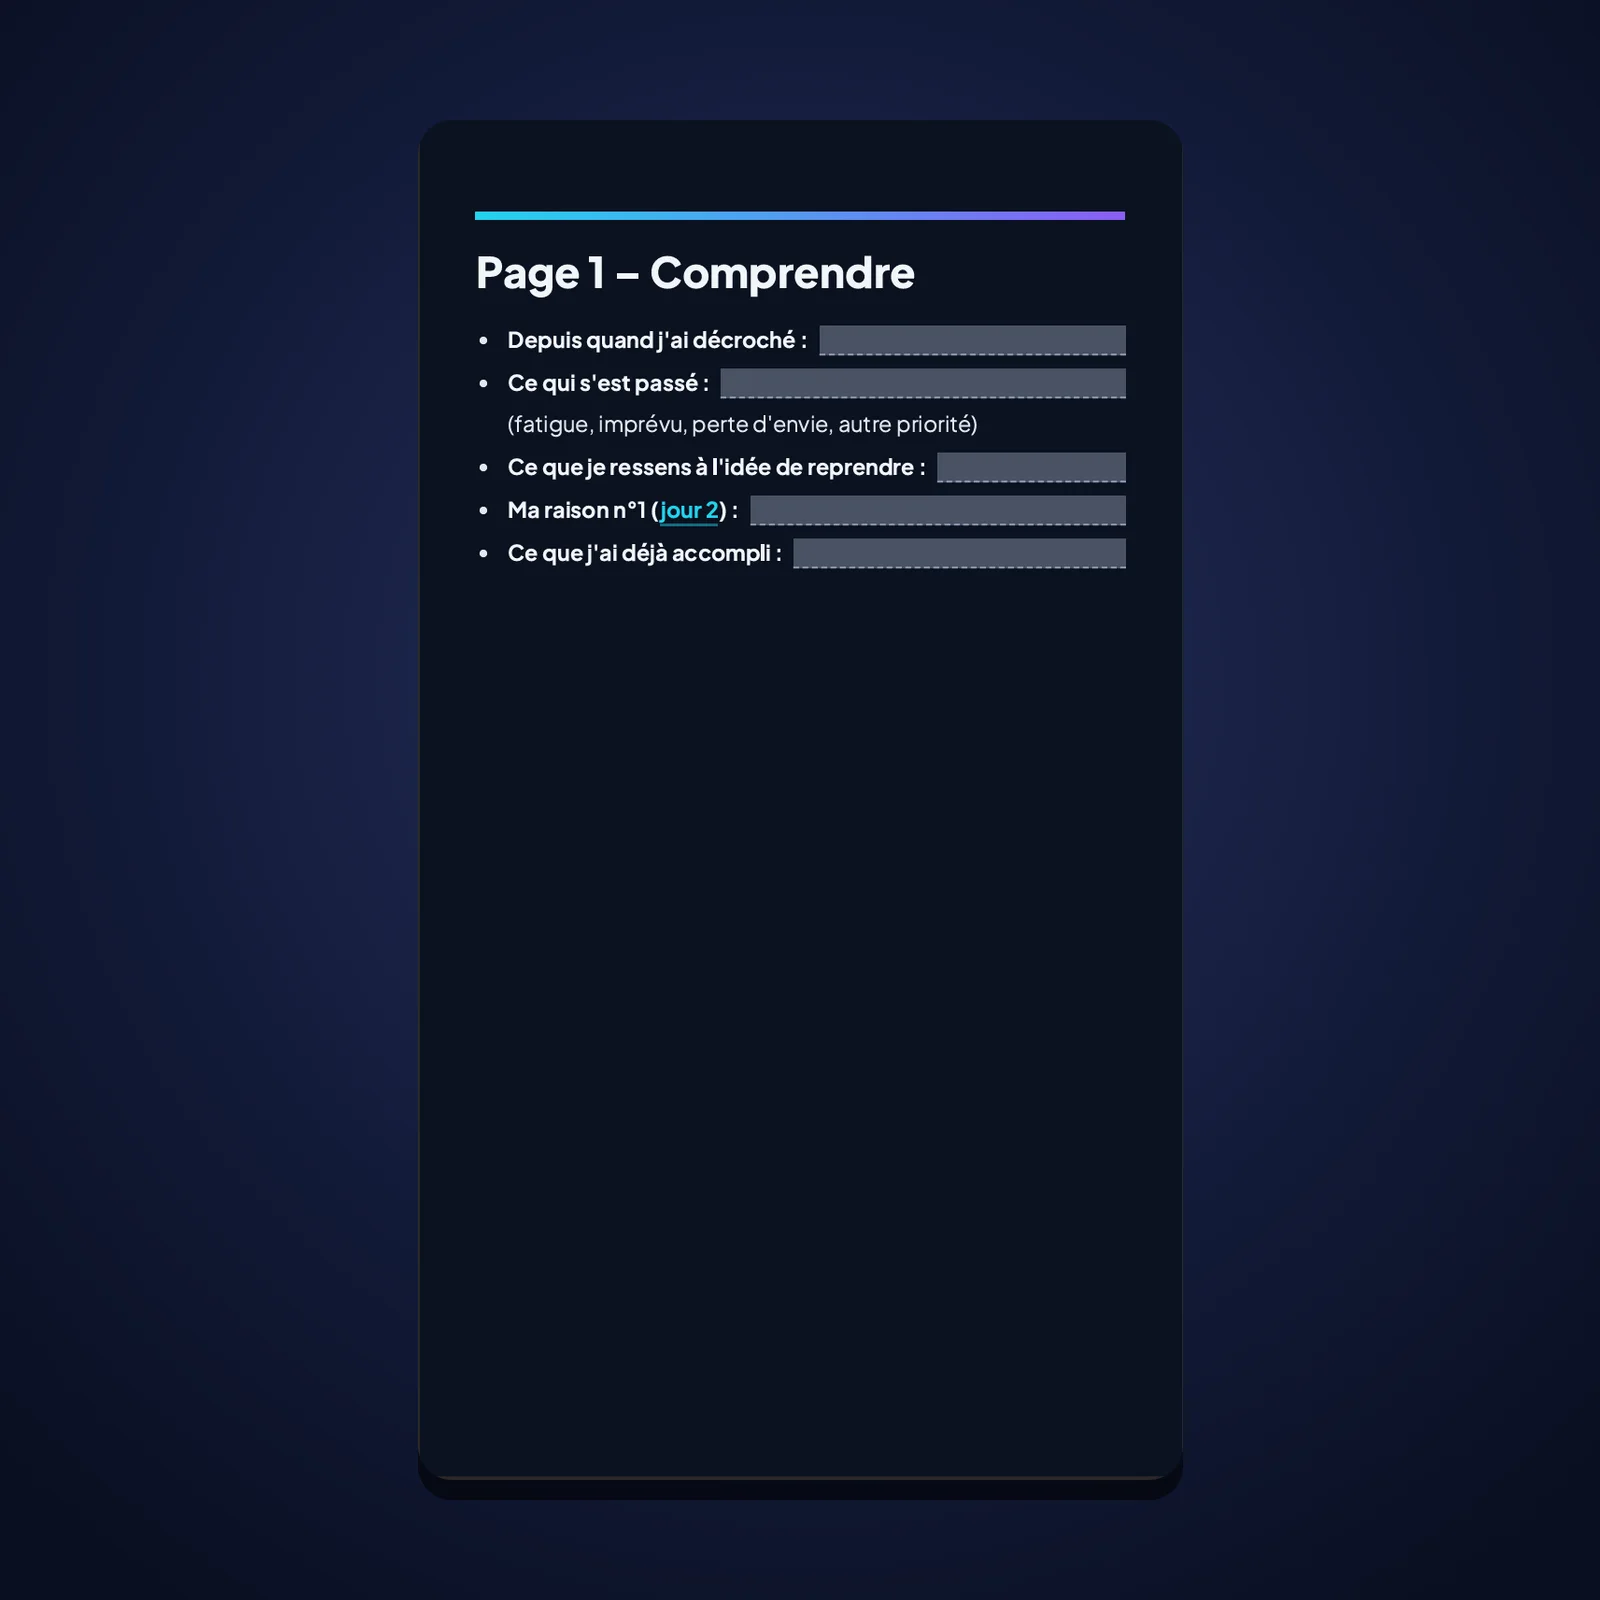 Page 1 – Comprendre
• Depuis quand j'ai décroché :
• Ce qui s'est passé :
(fatigue, imprévu, perte d'envie, autre priorité)
• Ce que je ressens à l'idée de reprendre :
• Ma raison n°1 (jour 2) :
• Ce que j'ai déjà accompli :